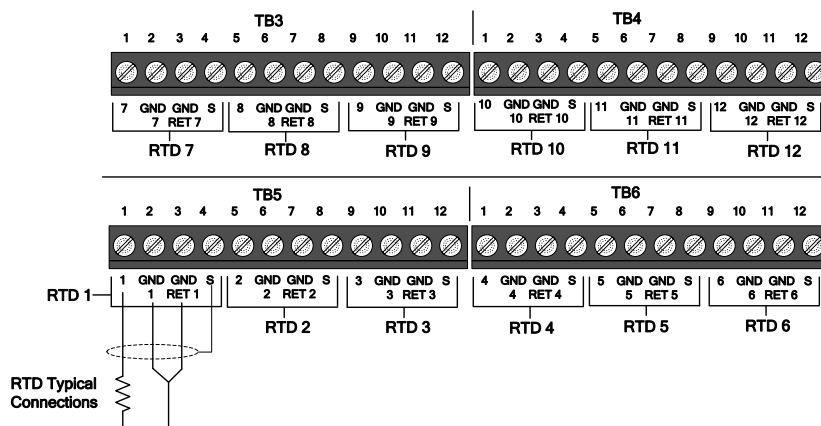 TB3 TB4
1 2 3 4 5 6 7 8 9 10 11 12 1 2 3 4 5 6 7 8 9 10 11 12
7 GND GND S 8 GND GND S 9 GND GND S 10 GND GND S 11 GND GND S 12 GND GND S
7 RET 7 8 RET 8 9 RET 9 10 RET 10 11 RET 11 12 RET 12
RTD 7 RTD 8 RTD 9 RTD 10 RTD 11 RTD 12
TB5 TB6
1 2 3 4 5 6 7 8 9 10 11 12 1 2 3 4 5 6 7 8 9 10 11 12
1 GND GND S 2 GND GND S 3 GND GND S 4 GND GND S 5 GND GND S 6 GND GND S
RTD 1 1 RET 1 2 RET 2 3 RET 3 4 RET 4 5 RET 5 6 RET 6
RTD 2 RTD 3 RTD 4 RTD 5 RTD 6
RTD Typical
Connections